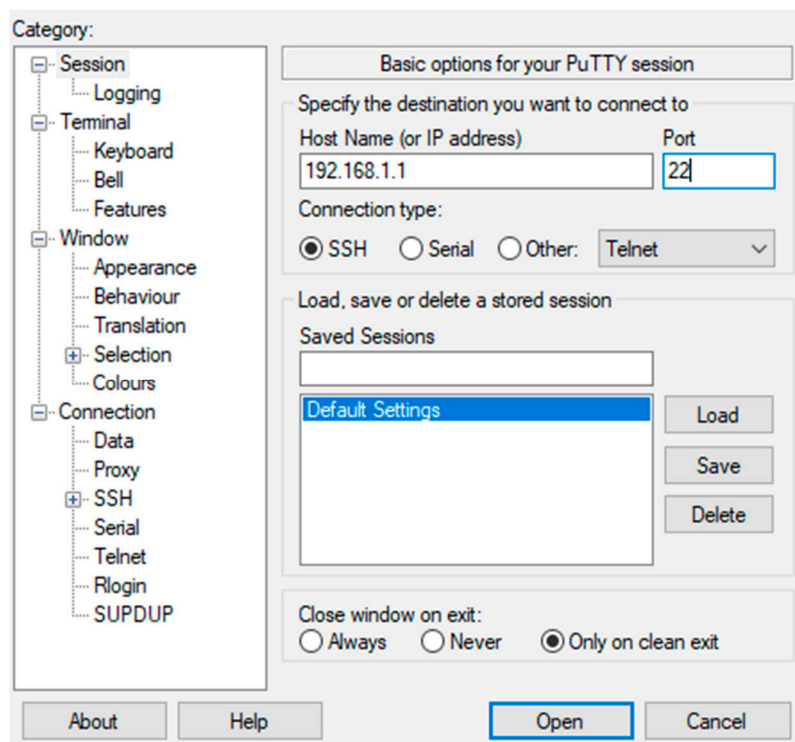 Category:
Session
Logging
Terminal
Keyboard
Bell
Features
Window
Appearance
Behaviour
Translation
Selection
Colours
Connection
Data
Proxy
SSH
Serial
Telnet
Rlogin
SUPDUP
Basic options for your PuTTY session
Specify the destination you want to connect to
Host Name (or IP address) Port
192.168.1.1 22
Connection type:
SSH Serial Other: Telnet
Load, save or delete a stored session
Saved Sessions
Default Settings
Load
Save
Delete
Close window on exit:
Always Never Only on clean exit
About Help Open Cancel